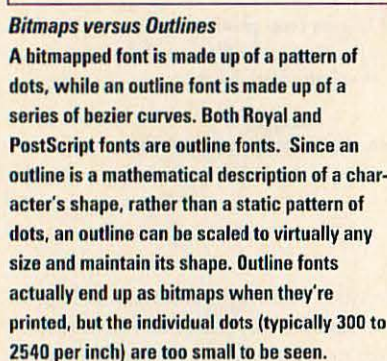 Bitmaps versus Outlines
A bitmapped font is made up of a pattern of
dots, while an outline font is made up of a
series of bezier curves. Both Royal and
PostScript fonts are outline fonts. Since an
outline is a mathematical description of a char-
acter's shape, rather than a static pattern of
dots, an outline can be scaled to virtually any
size and maintain its shape. Outline fonts
actually end up as bitmaps when they're
printed, but the individual dots (typically 300 to
2540 per inch) are too small to be seen.